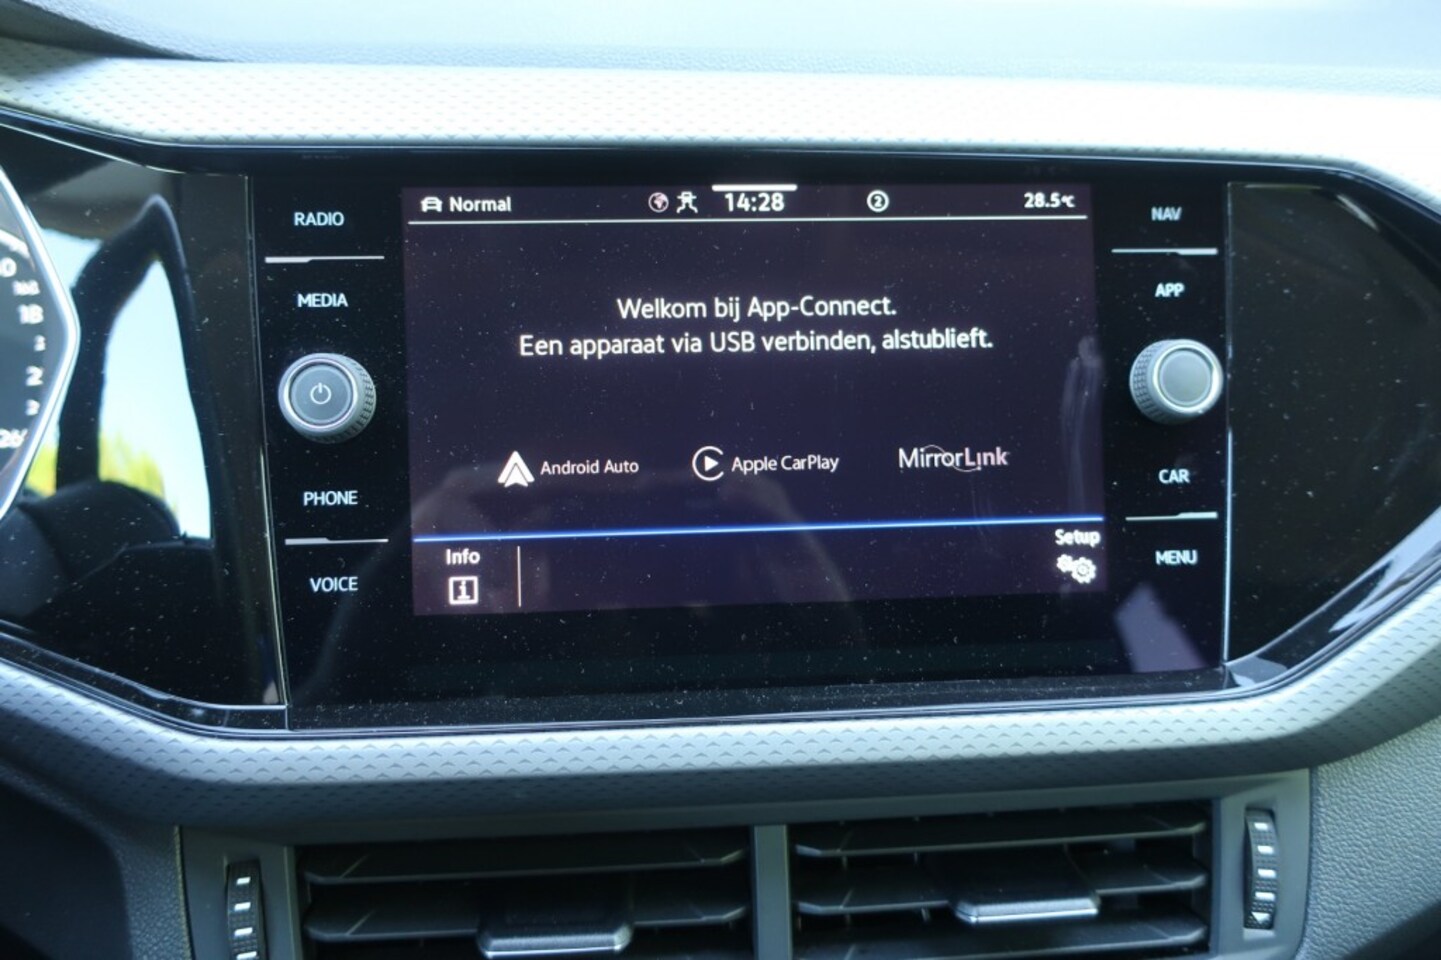 RADIO
MEDIA
PHONE
VOICE
Normal
14:28
2
28.5°C
Welkom bij App-Connect.
Een apparaat via USB verbinden, alstublieft.
Android Auto
Apple CarPlay
MirrorLink
Info
i
Setup
NAV
APP
CAR
MENU